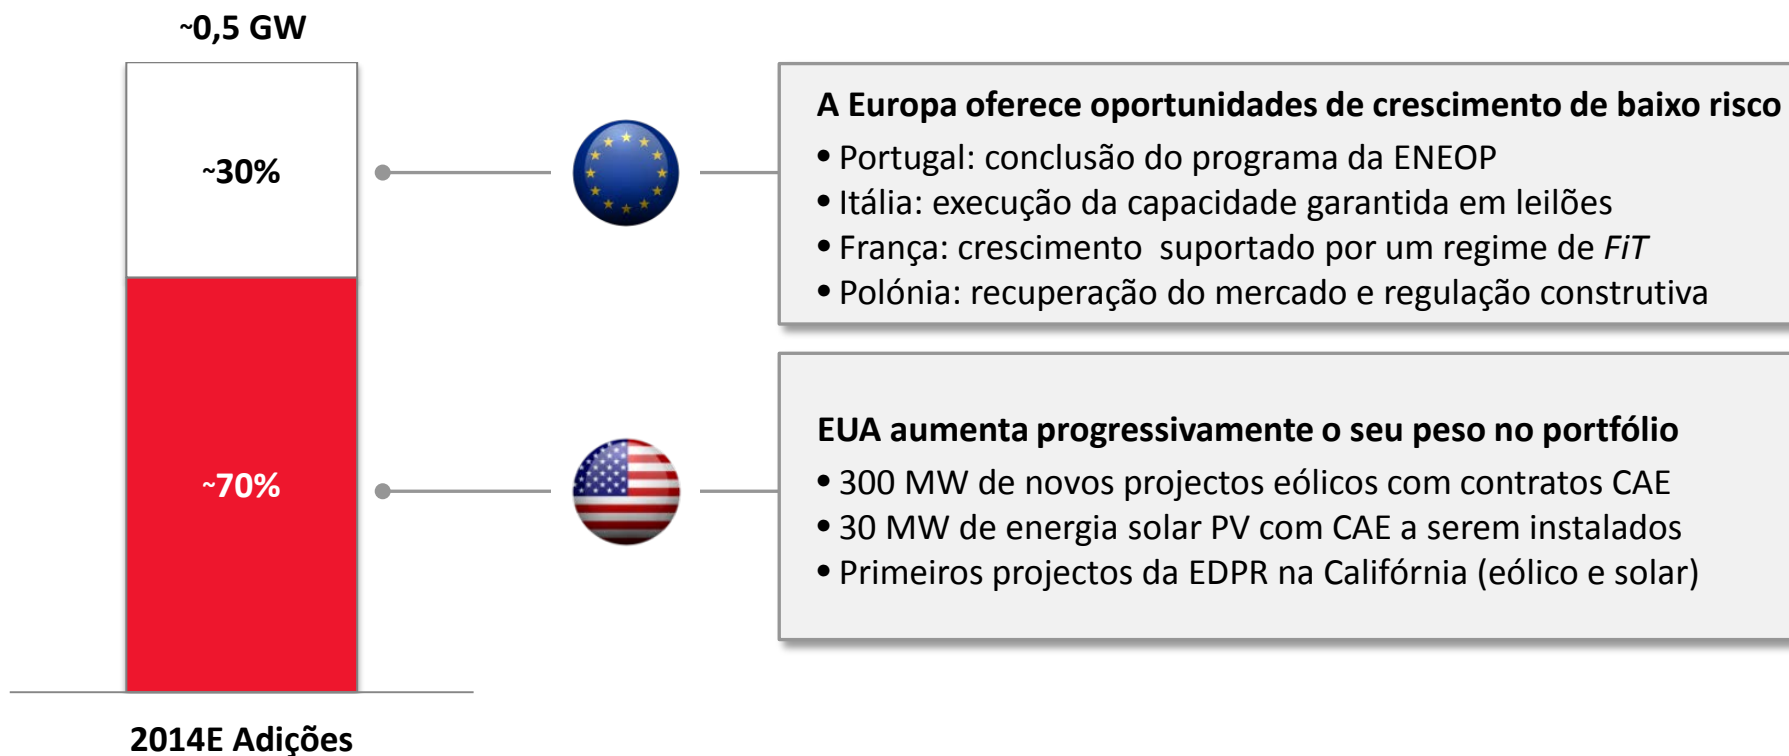 ~0,5 GW
~30%
~70%
2014E Adições
A Europa oferece oportunidades de crescimento de baixo risco
• Portugal: conclusão do programa da ENEOP
• Itália: execução da capacidade garantida em leilões
• França: crescimento suportado por um regime de FiT
• Polónia: recuperação do mercado e regulação construtiva
EUA aumenta progressivamente o seu peso no portfólio
• 300 MW de novos projectos eólicos com contratos CAE
• 30 MW de energia solar PV com CAE a serem instalados
• Primeiros projectos da EDPR na Califórnia (eólico e solar)